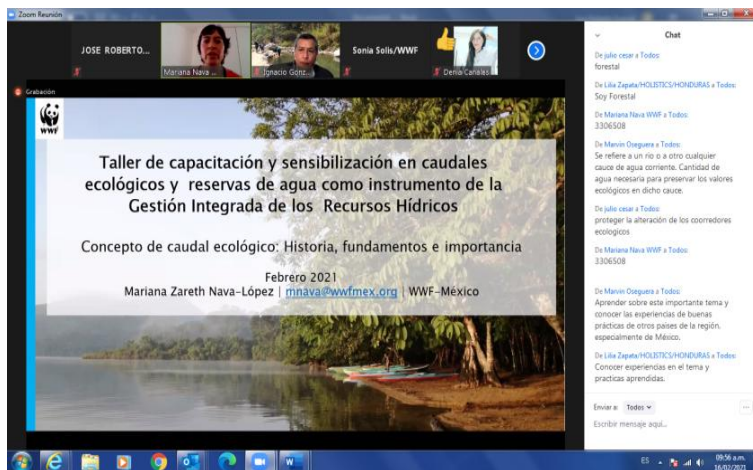 Zoom Reunión
JOSE ROBERTO...
Mariana Nava ...
Ignacio Gonz...
Sonia Solis/WWF
Denia Canales
Grabación
WWF
Taller de capacitación y sensibilización en caudales
ecológicos y reservas de agua como instrumento de la
Gestión Integrada de los Recursos Hídricos
Concepto de caudal ecológico: Historia, fundamentos e importancia
Febrero 2021
Mariana Zareth Nava-López | mnava@wwfmex.org | WWF-México
Chat
De julio cesar a Todos:
forestal
De Lilia Zapata/HOLISTICS/HONDURAS a Todos:
Soy Forestal
De Mariana Nava WWF a Todos:
3306508
De Marvin Oseguera a Todos:
Se refiere a un rio o a otro cualquier
cauce de agua corriente. Cantidad de
agua necesaria para preservar los valores
ecológicos en dicho cauce.
De julio cesar a Todos:
proteger la alteración de los coorredores
ecologicos
De Mariana Nava WWF a Todos:
3306508
De Marvin Oseguera a Todos:
Aprender sobre este importante tema y
conocer las experiencias de buenas
prácticas de otros países de la región.
especialmente de México.
De Lilia Zapata/HOLISTICS/HONDURAS a Todos:
Conocer experiencias en el tema y
practicas aprendidas.
Enviar a: Todos
Escribir mensaje aquí...
ES
09:56 a.m.
16/02/2021